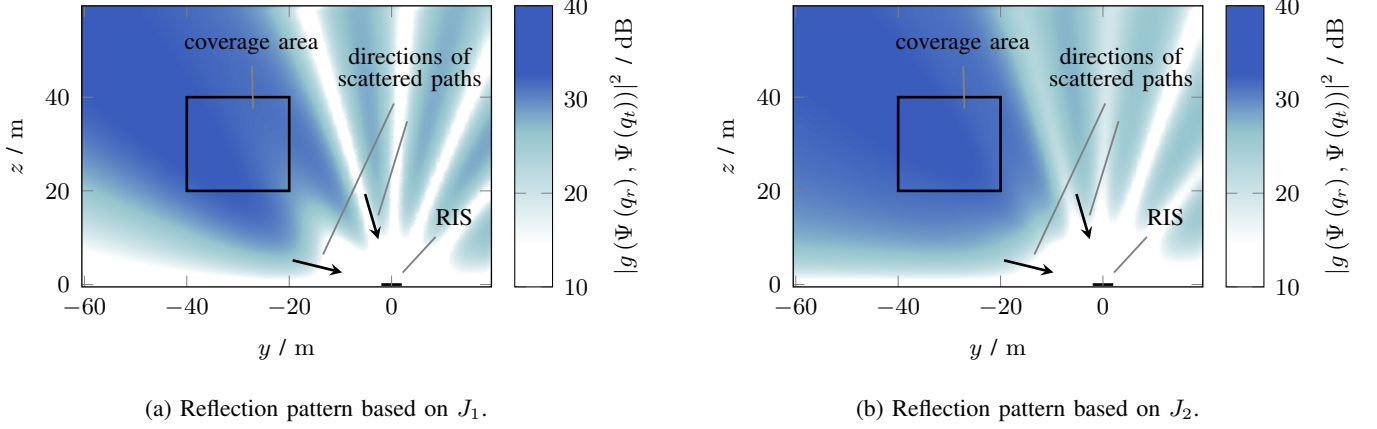 coverage area
directions of
scattered paths
RIS
0
20
40
z / m
−60
−40
−20
0
y / m
10
20
30
40
|g (Ψ (q_r) , Ψ (q_t))|² / dB
(a) Reflection pattern based on J₁.
coverage area
directions of
scattered paths
RIS
0
20
40
z / m
−60
−40
−20
0
y / m
10
20
30
40
|g (Ψ (q_r) , Ψ (q_t))|² / dB
(b) Reflection pattern based on J₂.